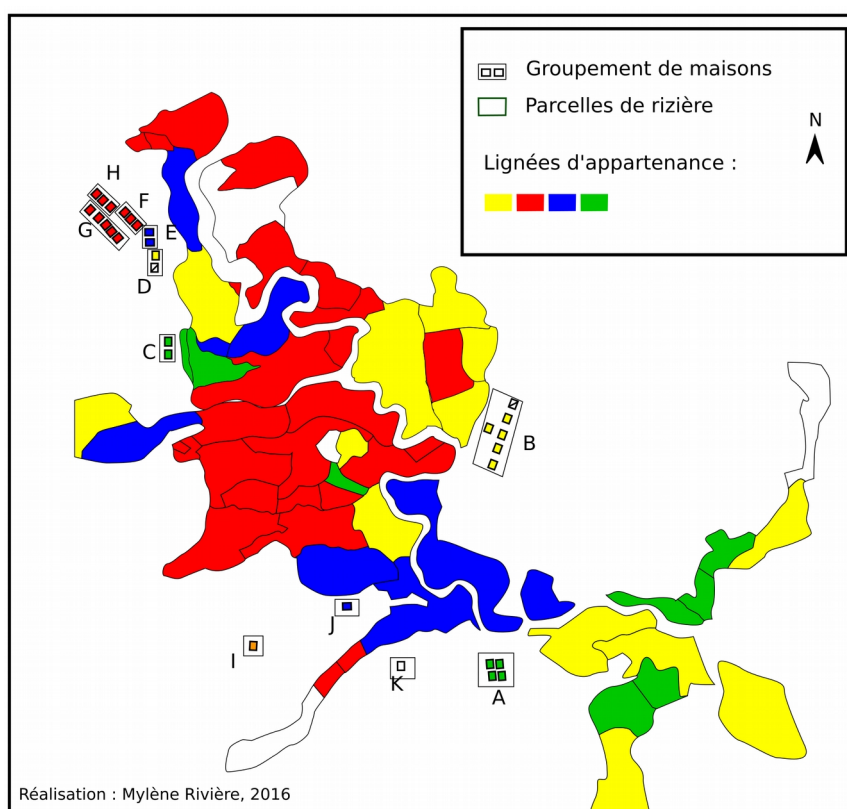 Groupement de maisons
Parcelles de rizière
N
Lignées d'appartenance :
H
F
G
E
D
C
B
J
I
K
A
Réalisation : Mylène Rivière, 2016